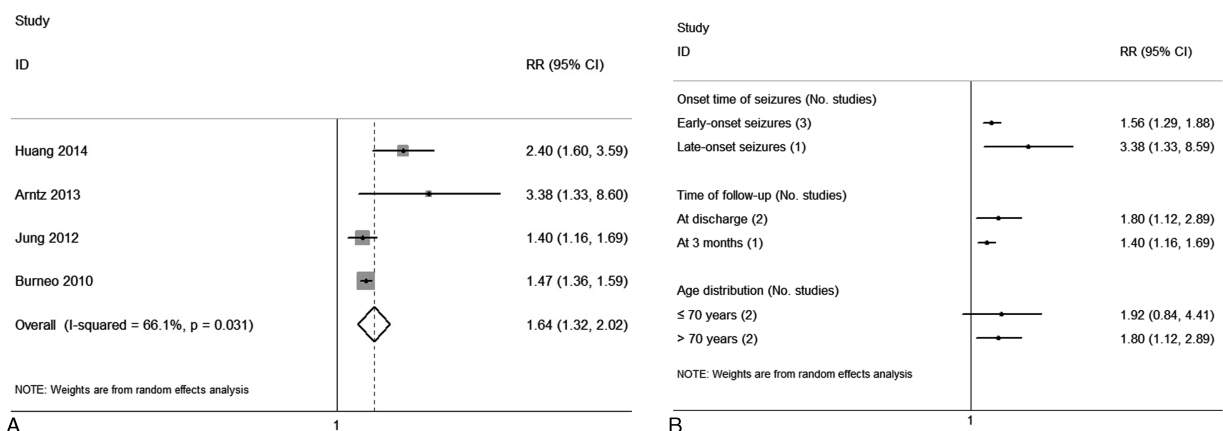 Study
ID RR (95% CI)
Huang 2014 2.40 (1.60, 3.59)
Arntz 2013 3.38 (1.33, 8.60)
Jung 2012 1.40 (1.16, 1.69)
Burneo 2010 1.47 (1.36, 1.59)
Overall (I-squared = 66.1%, p = 0.031) 1.64 (1.32, 2.02)
NOTE: Weights are from random effects analysis
1
A
Study
ID RR (95% CI)
Onset time of seizures (No. studies)
Early-onset seizures (3) 1.56 (1.29, 1.88)
Late-onset seizures (1) 3.38 (1.33, 8.59)
Time of follow-up (No. studies)
At discharge (2) 1.80 (1.12, 2.89)
At 3 months (1) 1.40 (1.16, 1.69)
Age distribution (No. studies)
≤ 70 years (2) 1.92 (0.84, 4.41)
> 70 years (2) 1.80 (1.12, 2.89)
NOTE: Weights are from random effects analysis
1
B